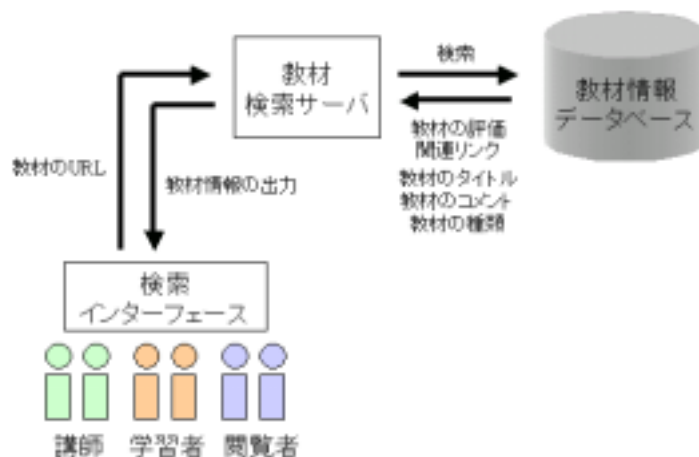 教材
検索サーバ
検索
教材情報
データベース
教材の評価
関連リンク
教材のタイトル
教材のコメント
教材の種類
教材のURL
教材情報の出力
検索
インターフェース
講師
学習者
閲覧者